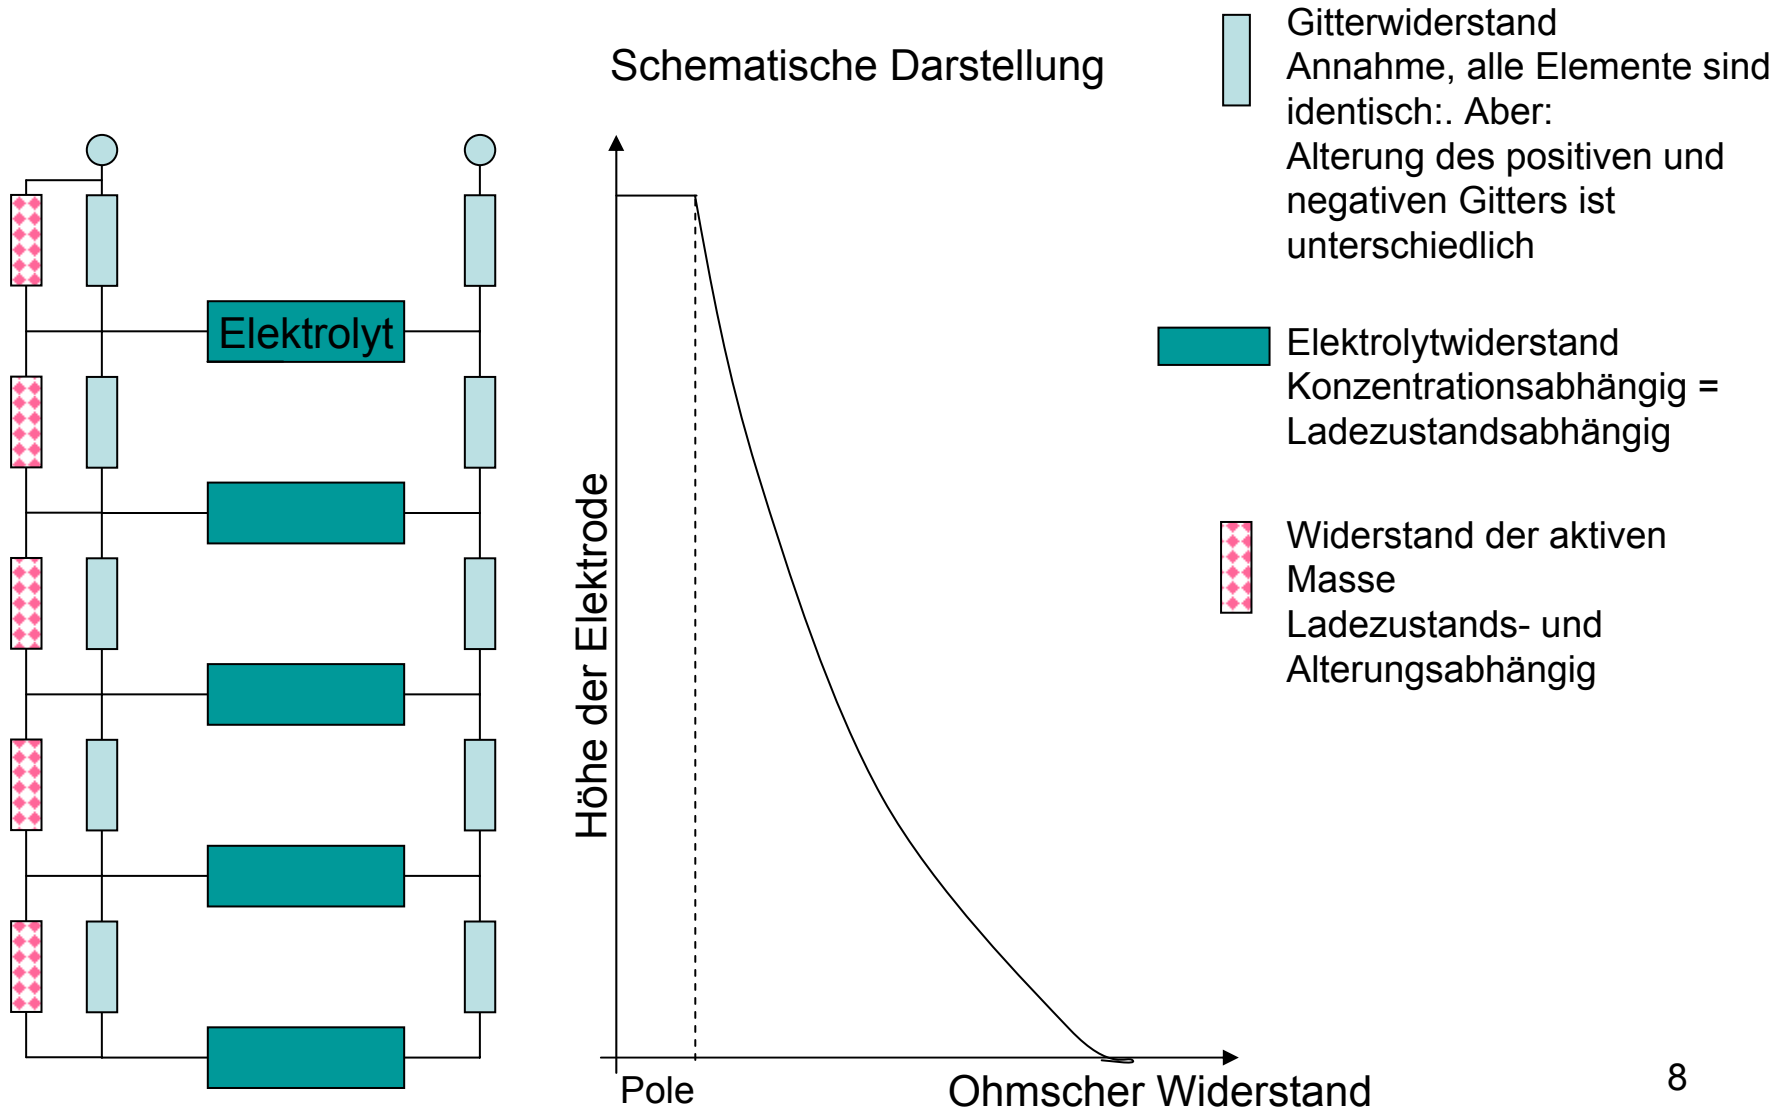 Schematische Darstellung
Gitterwiderstand
Annahme, alle Elemente sind
identisch:. Aber:
Alterung des positiven und
negativen Gitters ist
unterschiedlich
Elektrolyt
Elektrolytwiderstand
Konzentrationsabhängig =
Ladezustandsabhängig
Widerstand der aktiven
Masse
Ladezustands- und
Alterungsabhängig
Höhe der Elektrode
Pole
Ohmscher Widerstand
8